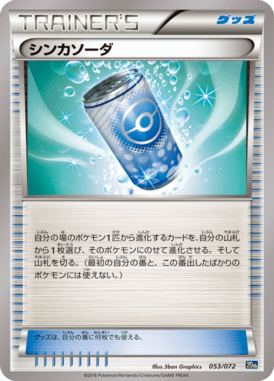 TRAINER'S
グッズ
シンカソーダ
自分の場のポケモン1匹から進化するカードを、自分の山札
から1枚選び、そのポケモンにのせて進化させる。そして
山札を切る。（最初の自分の番と、この番出したばかりの
ポケモンには使えない。）
グッズは、自分の番に何枚でも使える。
Illus.5ban Graphics
053/072
©2016 Pokémon/Nintendo/Creatures/GAME FREAK.